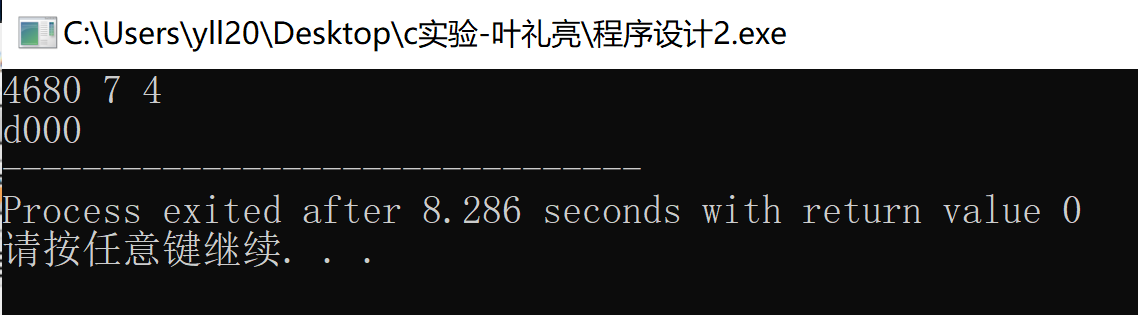 C:\Users\yll20\Desktop\c实验-叶礼亮\程序设计2.exe
4680 7 4
d000
--------------------------------
Process exited after 8.286 seconds with return value 0
请按任意键继续. . .